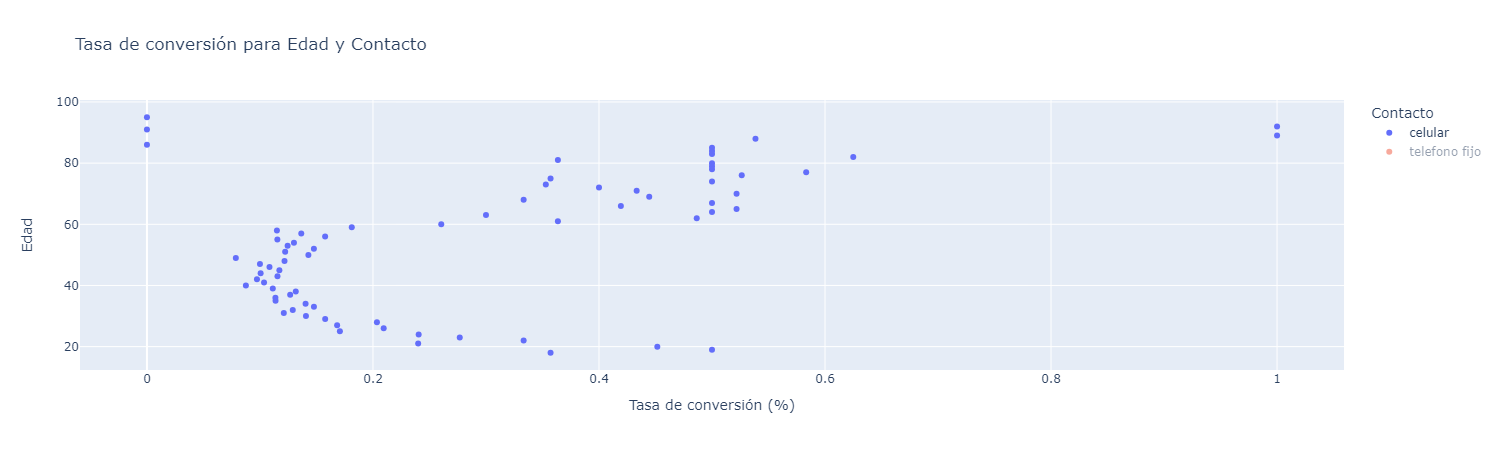 Tasa de conversión para Edad y Contacto
100
80
60
40
20
Edad
0
0.2
0.4
0.6
0.8
1
Tasa de conversión (%)
Contacto
celular
telefono fijo